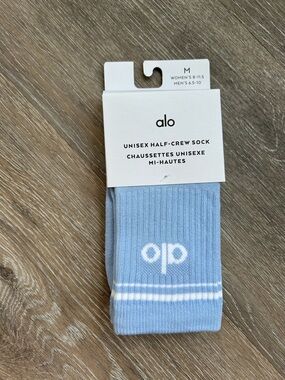 M
WOMEN'S 8-11.5
MEN'S 6.5-10
alo
UNISEX HALF-CREW SOCK
CHAUSSETTES UNISEXE
MI-HAUTES
alo